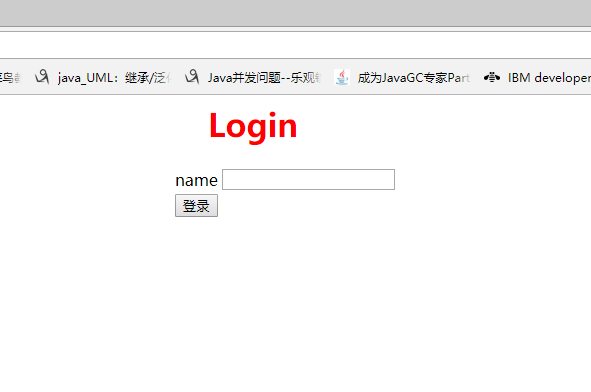 java_UML：继承/泛
Java并发问题--乐观
成为JavaGC专家Part
IBM developer
Login
name
登录